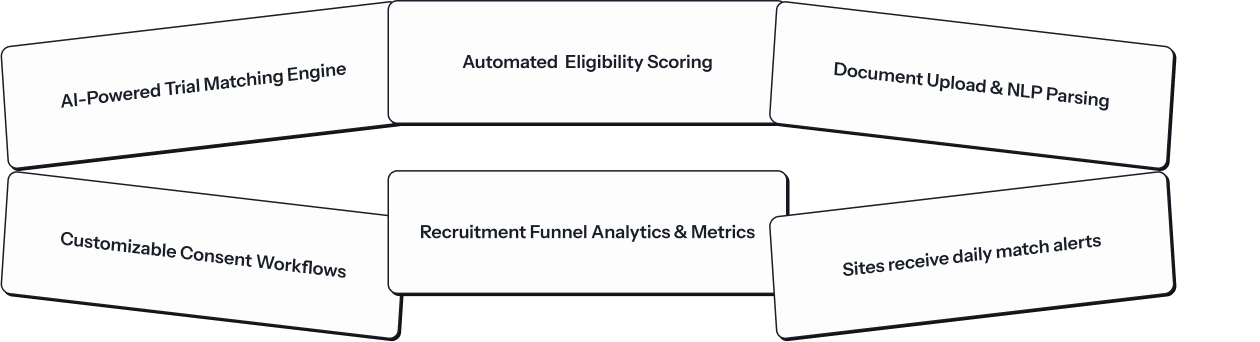 AI-Powered Trial Matching Engine
Automated Eligibility Scoring
Document Upload & NLP Parsing
Customizable Consent Workflows
Recruitment Funnel Analytics & Metrics
Sites receive daily match alerts